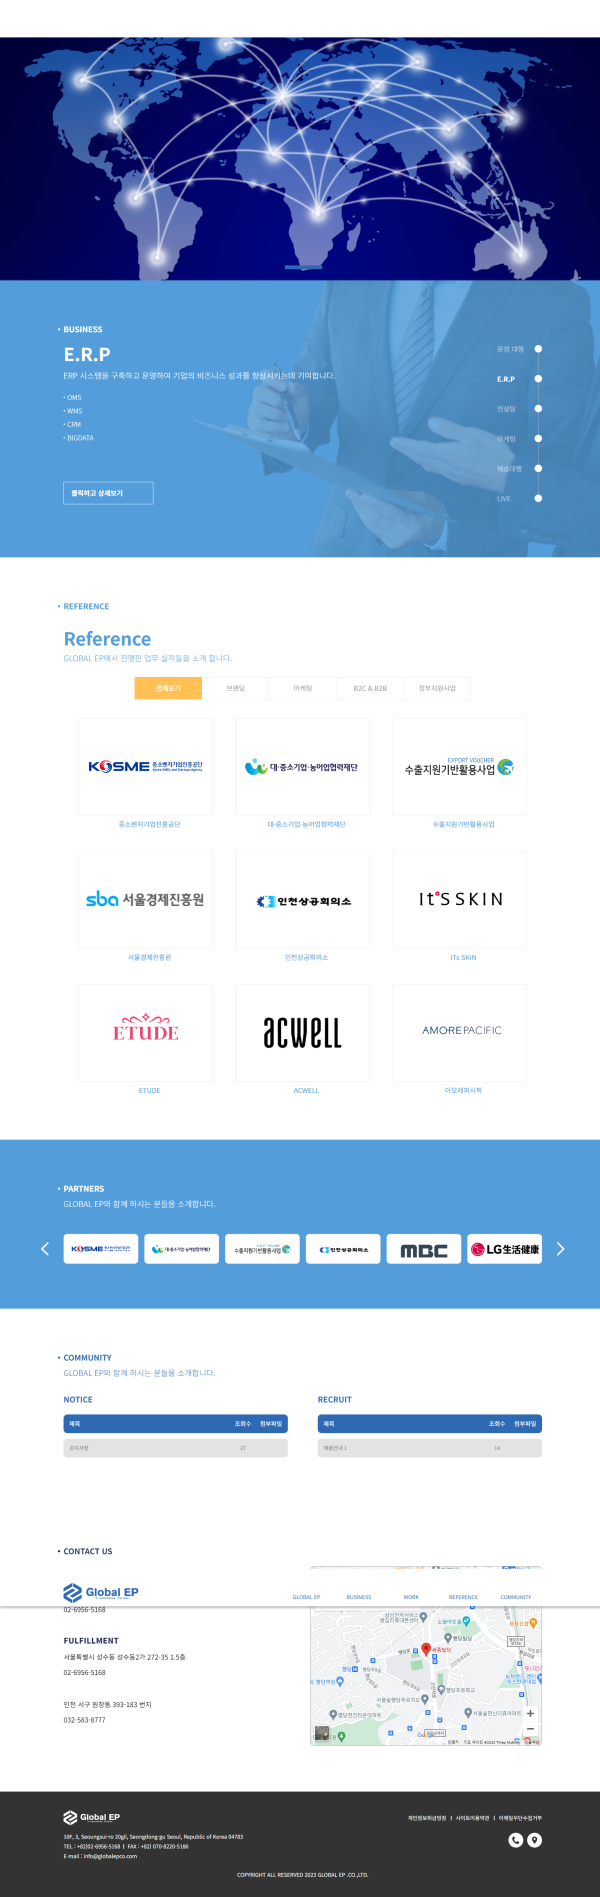 • BUSINESS
E.R.P
ERP 시스템을 구축하고 운영하여 기업의 비즈니스 성과를 향상시키는데 기여합니다.
• OMS
• WMS
• CRM
• BIGDATA
클릭하고 상세보기
운영 대행
E.R.P
컨설팅
마케팅
배송대행
LIVE
• REFERENCE
Reference
GLOBAL EP에서 진행한 업무 실적들을 소개 합니다.
전체보기 브랜딩 마케팅 B2C & B2B 정부지원사업
KOSME 중소벤처기업진흥공단
대·중소기업·농어업협력재단
EXPORT VOUCHER
수출지원기반활용사업
중소벤처기업진흥공단 대·중소기업·농어업협력재단 수출지원기반활용사업
sba 서울경제진흥원
인천상공회의소
It'S SKIN
서울경제진흥원 인천상공회의소 ITs SKIN
ETUDE
acwell
AMOREPACIFIC
ETUDE ACWELL 아모레퍼시픽
• PARTNERS
GLOBAL EP와 함께 하시는 분들을 소개합니다.
KOSME
대·중소기업·농어업협력재단
수출지원기반활용사업
인천상공회의소
MBC
LG生活健康
• COMMUNITY
GLOBAL EP와 함께 하시는 분들을 소개합니다.
NOTICE
제목 조회수 첨부파일
공지사항 27
RECRUIT
제목 조회수 첨부파일
채용안내 1 14
• CONTACT US
Global EP
GLOBAL EP BUSINESS WORK REFERENCE COMMUNITY
02-6956-5168
FULFILLMENT
서울특별시 성수동 성수동2가 272-35 1.5층
02-6956-5168
인천 서구 원창동 393-183 번지
032-583-8777
Global EP
개인정보취급방침 | 사이트이용약관 | 이메일무단수집거부
10F, 3, Seoungsui-ro 20gil, Seongdong-gu Seoul, Republic of Korea 04783
TEL : +82)02-6956-5168 | FAX : +82) 070-8220-5186
E-mail : info@globalepco.com
COPYRIGHT ALL RESERVED 2023 GLOBAL EP .CO.,LTD.